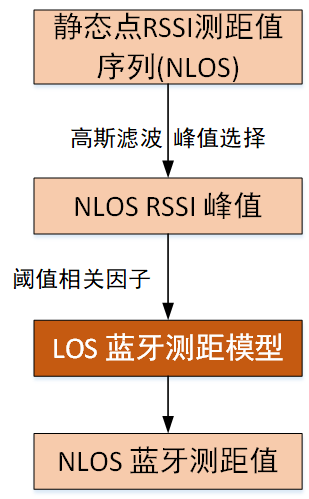 静态点RSSI测距值
序列(NLOS)
高斯滤波 峰值选择
NLOS RSSI 峰值
阈值相关因子
LOS 蓝牙测距模型
NLOS 蓝牙测距值